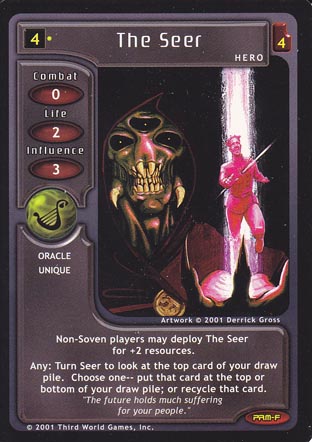 4
The Seer
4
HERO
Combat
0
Life
2
Influence
3
ORACLE
UNIQUE
Artwork © 2001 Derrick Gross
Non-Soven players may deploy The Seer
for +2 resources.
Any: Turn Seer to look at the top card of your draw
pile. Choose one-- put that card at the top or
bottom of your draw pile; or recycle that card.
"The future holds much suffering
for your people."
PRM-F
© 2001 Third World Games, Inc.